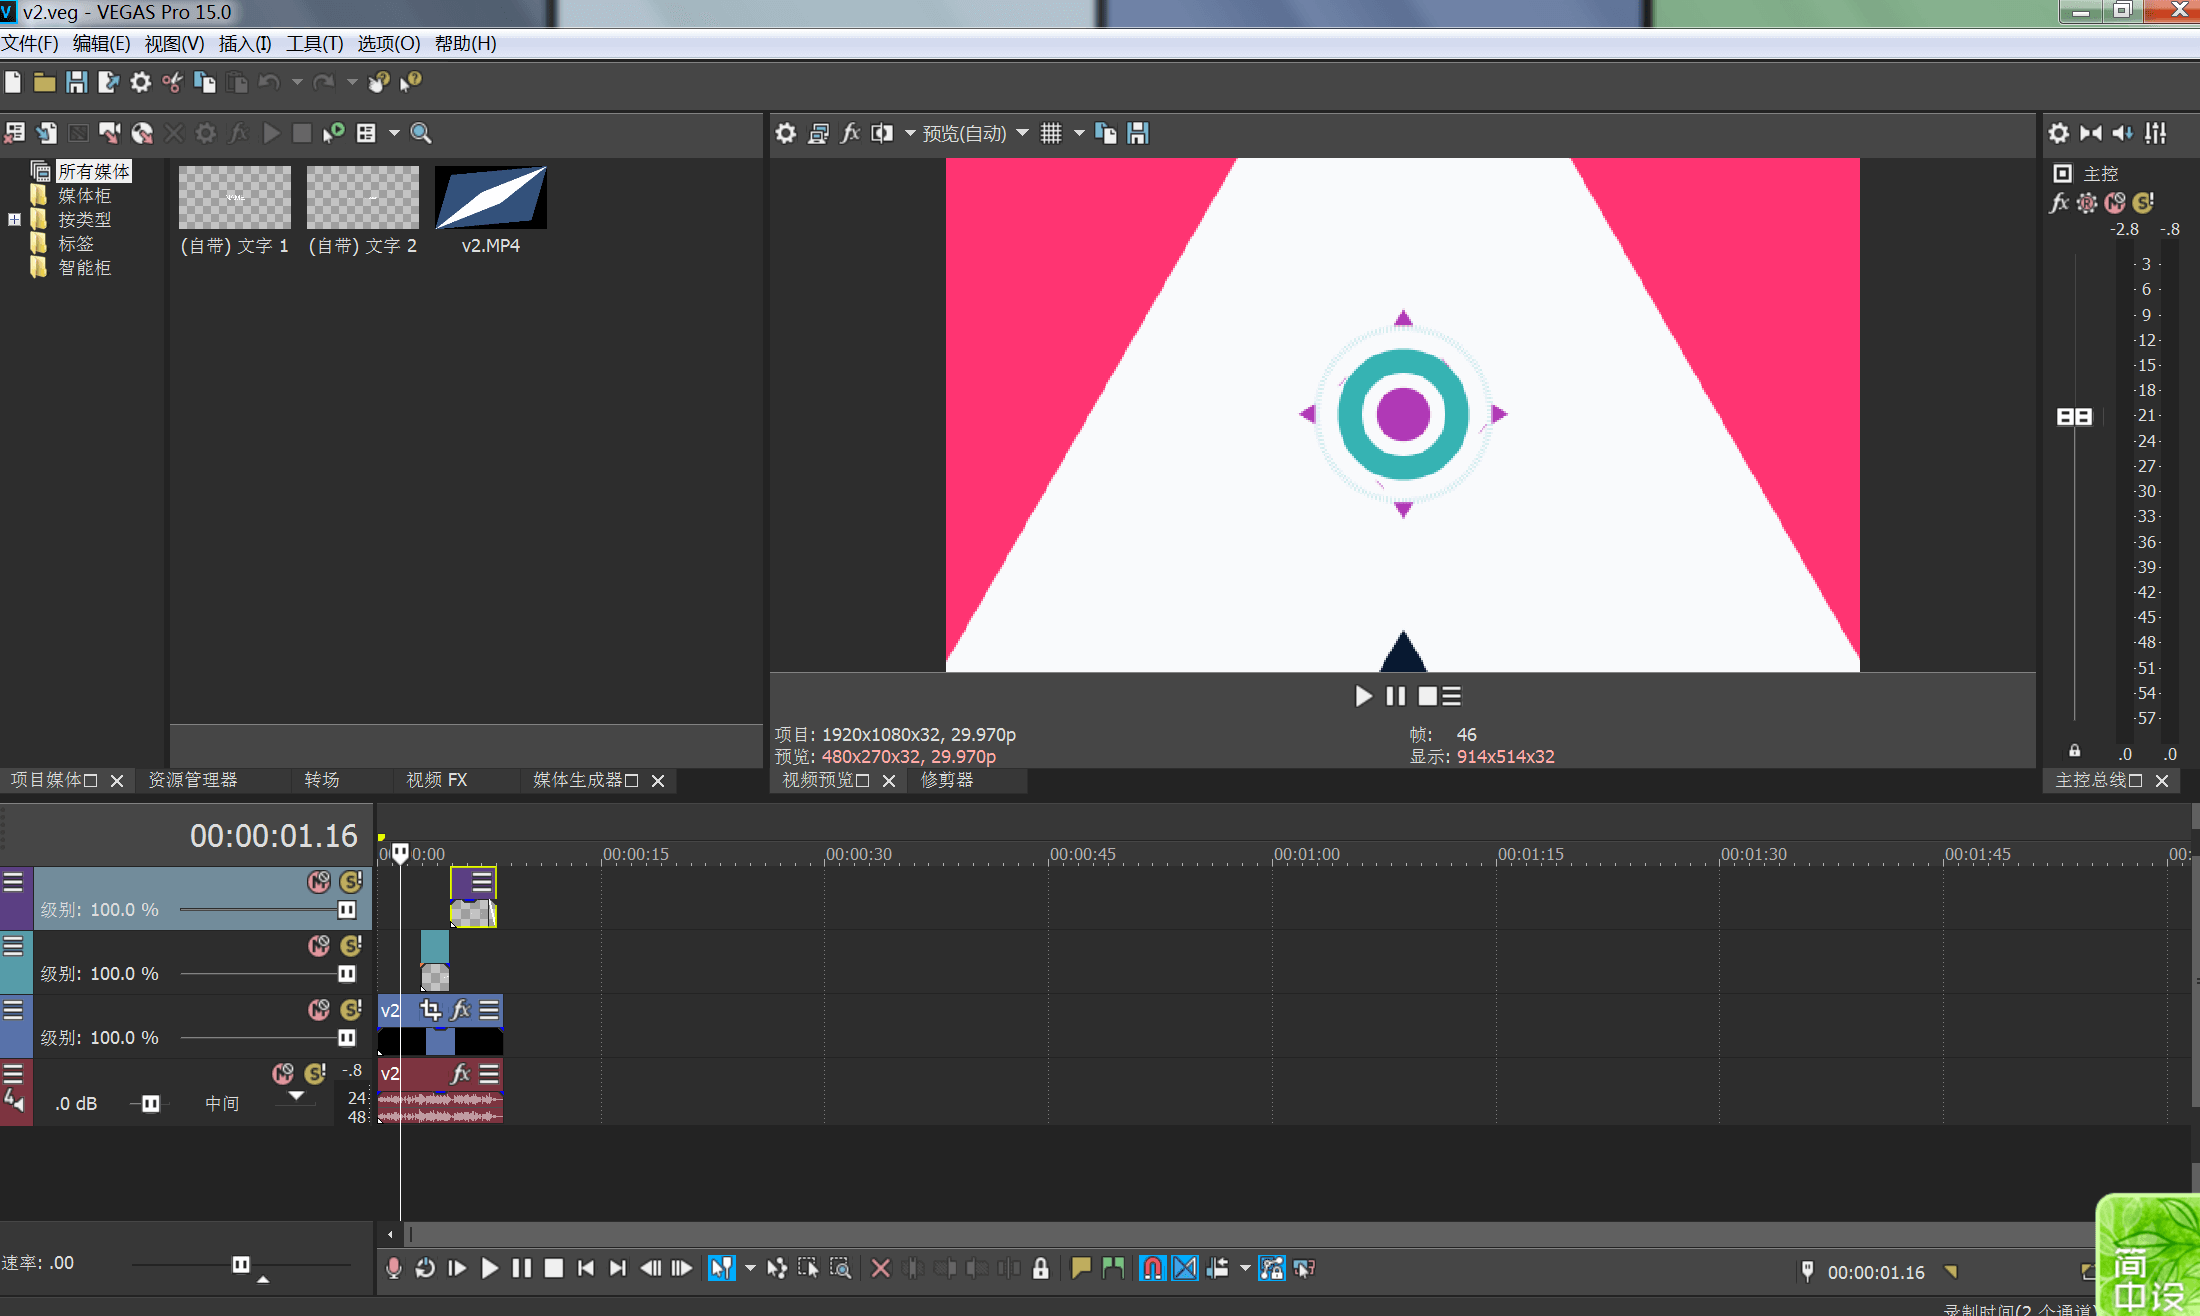 v2.veg - VEGAS Pro 15.0
文件(F) 编辑(E) 视图(V) 插入(I) 工具(T) 选项(O) 帮助(H)
预览(自动)
所有媒体
媒体柜
按类型
标签
智能柜
(自带) 文字 1
(自带) 文字 2
v2.MP4
主控
-2.8 -.8
3
6
9
12
15
18
21
24
27
30
33
36
39
42
45
48
51
54
57
.0 .0
项目: 1920x1080x32, 29.970p
帧: 46
预览: 480x270x32, 29.970p
显示: 914x514x32
项目媒体 资源管理器 转场 视频 FX 媒体生成器
视频预览 修剪器
主控总线
00:00:01.16
0:00 00:00:15 00:00:30 00:00:45 00:01:00 00:01:15 00:01:30 00:01:45 00:
级别: 100.0 %
级别: 100.0 %
v2
级别: 100.0 %
v2
-.8
4
.0 dB 中间
24
48
速率: .00
00:00:01.16
录制时间(2 个通道)
简
中 设